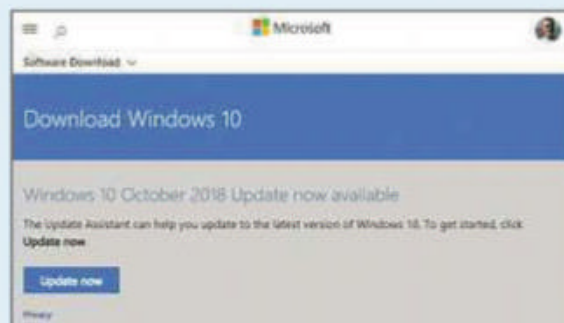 Microsoft
Software Download
Download Windows 10
Windows 10 October 2018 Update now available
The Update Assistant can help you update to the latest version of Windows 10. To get started, click
Update now
Update now
Privacy